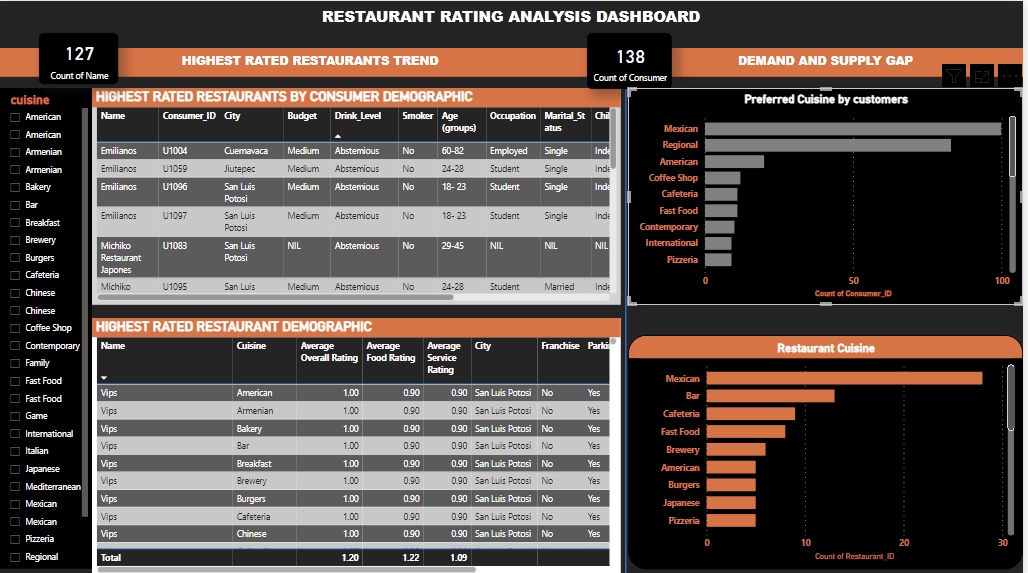 RESTAURANT RATING ANALYSIS DASHBOARD
127
Count of Name
HIGHEST RATED RESTAURANTS TREND
138
Count of Consumer
DEMAND AND SUPPLY GAP
cuisine
American
American
Armenian
Armenian
Bakery
Bar
Breakfast
Brewery
Burgers
Cafeteria
Chinese
Chinese
Coffee Shop
Contemporary
Family
Fast Food
Fast Food
Game
International
Italian
Japanese
Mediterranean
Mexican
Mexican
Pizzeria
Regional
HIGHEST RATED RESTAURANTS BY CONSUMER DEMOGRAPHIC
Name Consumer_ID City Budget Drink_Level Smoker Age (groups) Occupation Marital_St atus Chil
Emilianos U1004 Cuernavaca Medium Abstemious No 60-82 Employed Single Inde
Emilianos U1059 Jiutepec Medium Abstemious No 24-28 Student Single Inde
Emilianos U1096 San Luis Potosi Medium Abstemious No 18- 23 Student Single Inde
Emilianos U1097 San Luis Potosi Medium Abstemious No 18- 23 Student Single Inde
Michiko Restaurant Japones U1083 San Luis Potosi NIL Abstemious No 29-45 NIL NIL NIL
Michiko U1095 San Luis Medium Abstemious No 24-28 Student Married Inde
HIGHEST RATED RESTAURANT DEMOGRAPHIC
Name Cuisine Average Overall Rating Average Food Rating Average Service Rating City Franchise Parkin
Vips American 1.00 0.90 0.90 San Luis Potosi No Yes
Vips Armenian 1.00 0.90 0.90 San Luis Potosi No Yes
Vips Bakery 1.00 0.90 0.90 San Luis Potosi No Yes
Vips Bar 1.00 0.90 0.90 San Luis Potosi No Yes
Vips Breakfast 1.00 0.90 0.90 San Luis Potosi No Yes
Vips Brewery 1.00 0.90 0.90 San Luis Potosi No Yes
Vips Burgers 1.00 0.90 0.90 San Luis Potosi No Yes
Vips Cafeteria 1.00 0.90 0.90 San Luis Potosi No Yes
Vips Chinese 1.00 0.90 0.90 San Luis Potosi No Yes
Total 1.20 1.22 1.09
Preferred Cuisine by customers
Mexican
Regional
American
Coffee Shop
Cafeteria
Fast Food
Contemporary
International
Pizzeria
0 50 100
Count of Consumer_ID
Restaurant Cuisine
Mexican
Bar
Cafeteria
Fast Food
Brewery
American
Burgers
Japanese
Pizzeria
0 10 20 30
Count of Restaurant_ID